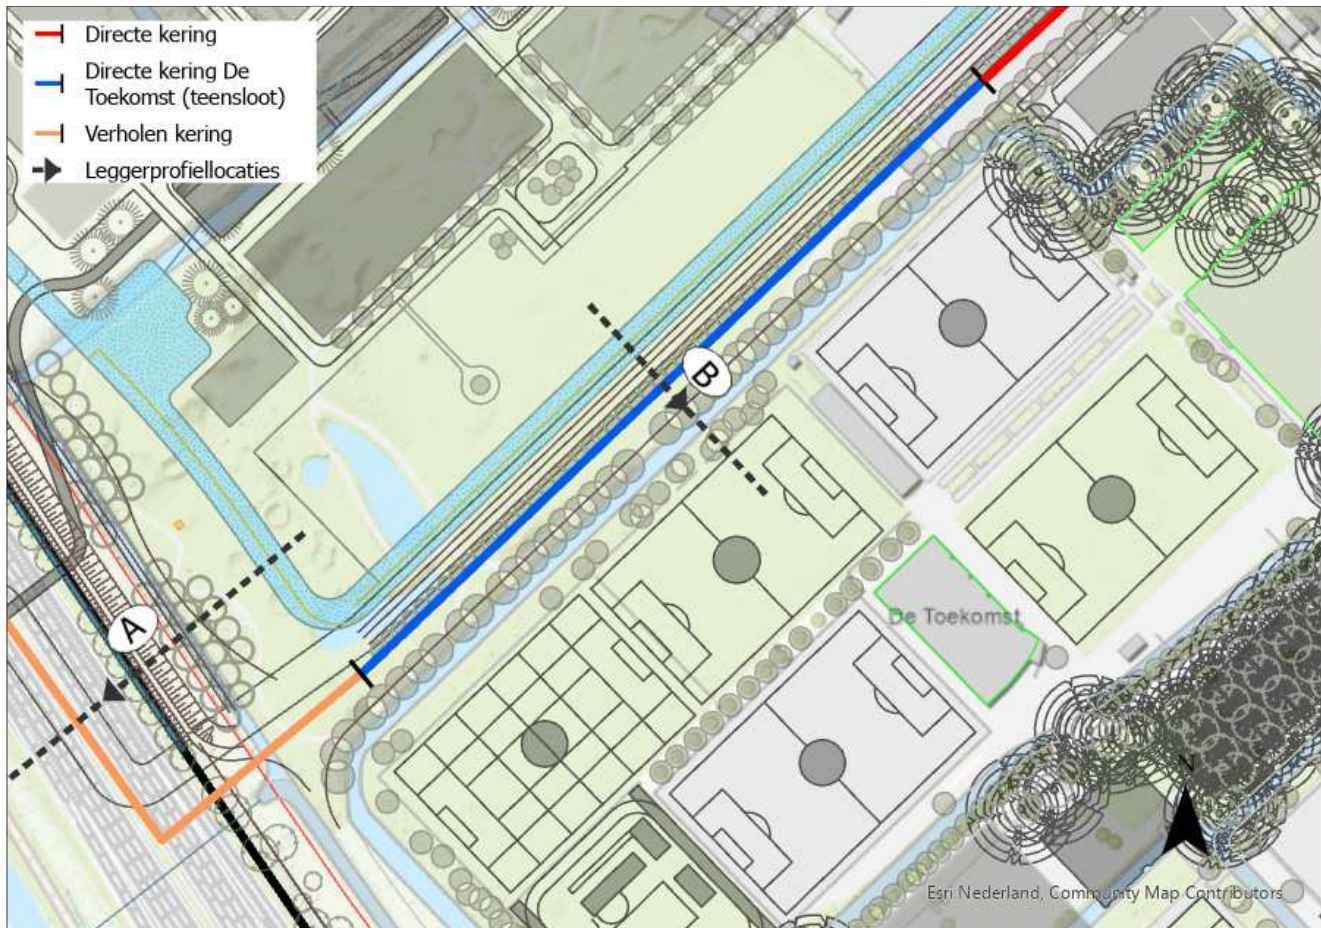 Directe kering
Directe kering De
Toekomst (teensloot)
Verholen kering
Leggerprofiellocaties
B
A
De Toekomst
N
Esri Nederland, Community Map Contributors